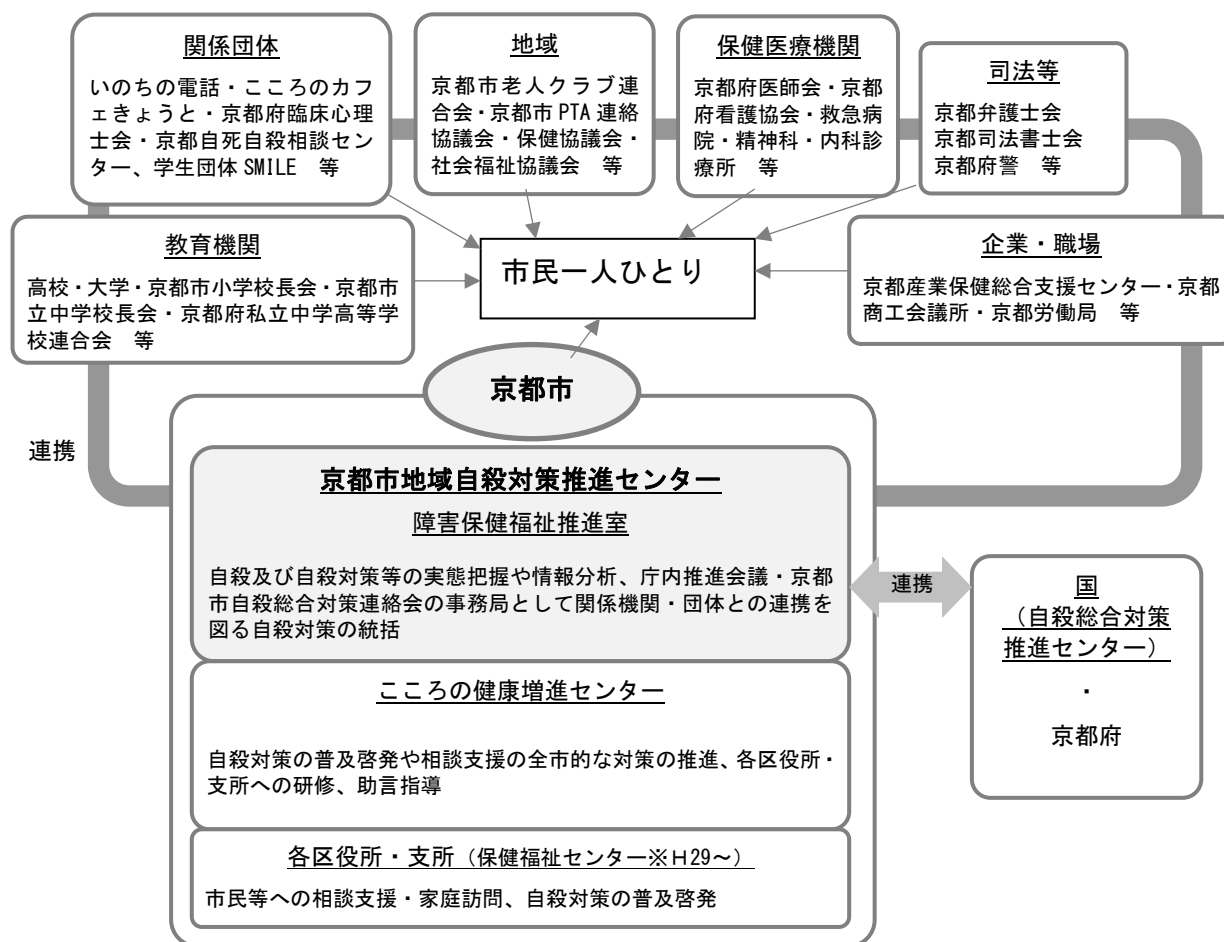 関係団体
いのちの電話・こころのカフ
ェきょうと・京都府臨床心理
士会・京都自死自殺相談セン
ター、学生団体 SMILE　等
地域
京都市老人クラブ連
合会・京都市 PTA 連絡
協議会・保健協議会・
社会福祉協議会　等
保健医療機関
京都府医師会・京都
府看護協会・救急病
院・精神科・内科診
療所　等
司法等
京都弁護士会
京都司法書士会
京都府警　等
教育機関
高校・大学・京都市小学校長会・京都市
立中学校長会・京都府私立中学高等学
校連合会　等
市民一人ひとり
企業・職場
京都産業保健総合支援センター・京都
商工会議所・京都労働局　等
京都市
連携
京都市地域自殺対策推進センター
障害保健福祉推進室
自殺及び自殺対策等の実態把握や情報分析、庁内推進会議・京都
市自殺総合対策連絡会の事務局として関係機関・団体との連携を
図る自殺対策の統括
連携
国
（自殺総合対策
推進センター）
・
京都府
こころの健康増進センター
自殺対策の普及啓発や相談支援の全市的な対策の推進、各区役所・
支所への研修、助言指導
各区役所・支所（保健福祉センター※Ｈ29～）
市民等への相談支援・家庭訪問、自殺対策の普及啓発